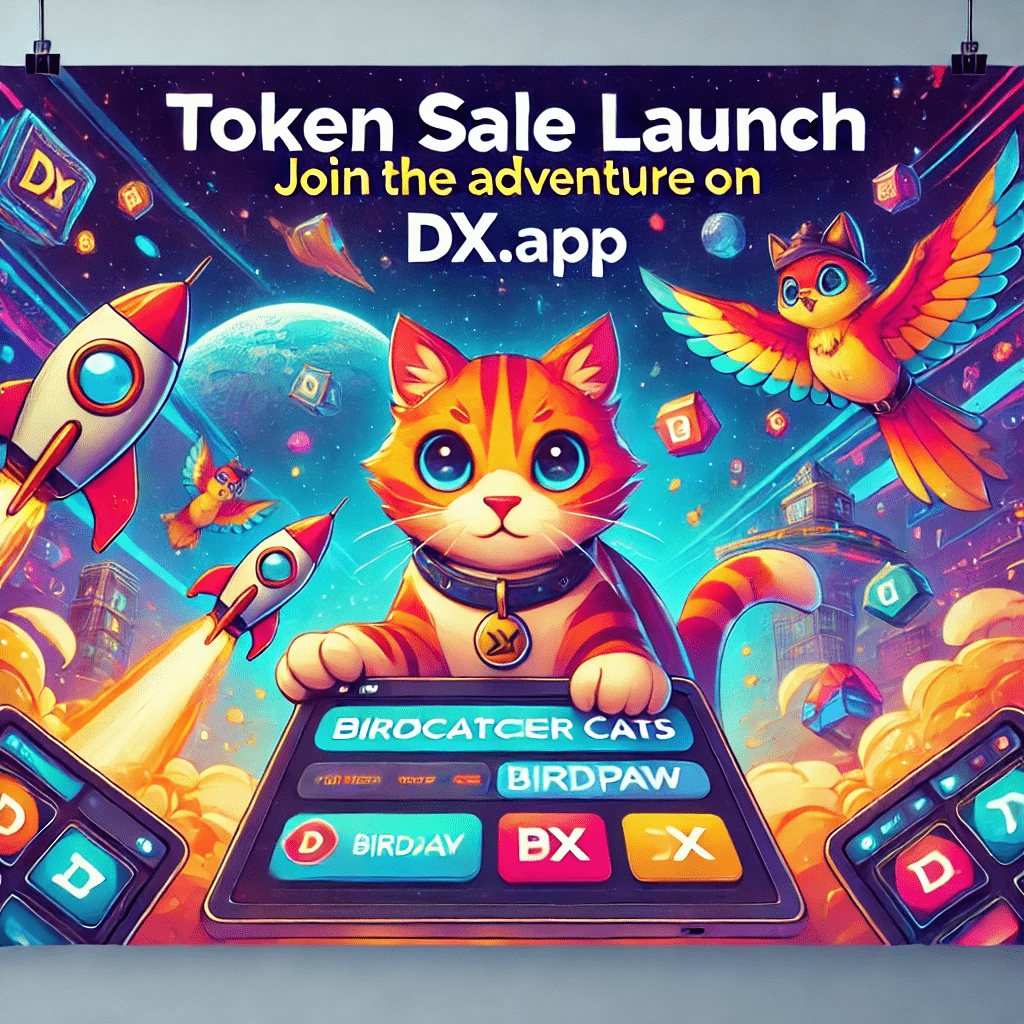 Token Sale Launch
Join the adventure on
DX.app
DX
BIRDCATCER CATS
BIRDPAW
D BIRDJAV BX X
D
D